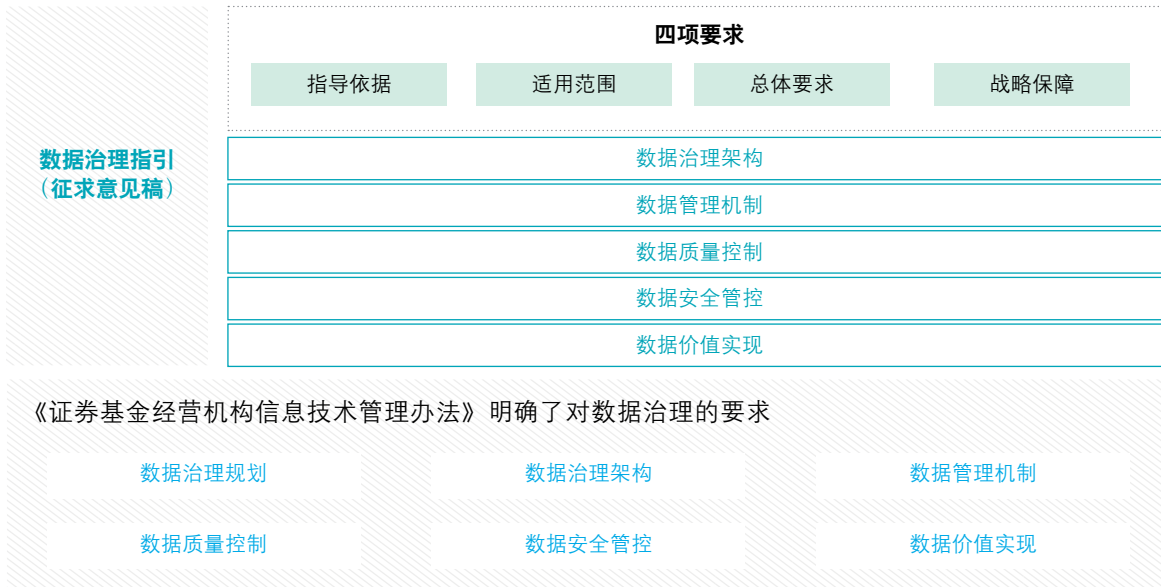 四项要求
指导依据
适用范围
总体要求
战略保障
数据治理指引
（征求意见稿）
数据治理架构
数据管理机制
数据质量控制
数据安全管控
数据价值实现
《证券基金经营机构信息技术管理办法》明确了对数据治理的要求
数据治理规划
数据治理架构
数据管理机制
数据质量控制
数据安全管控
数据价值实现